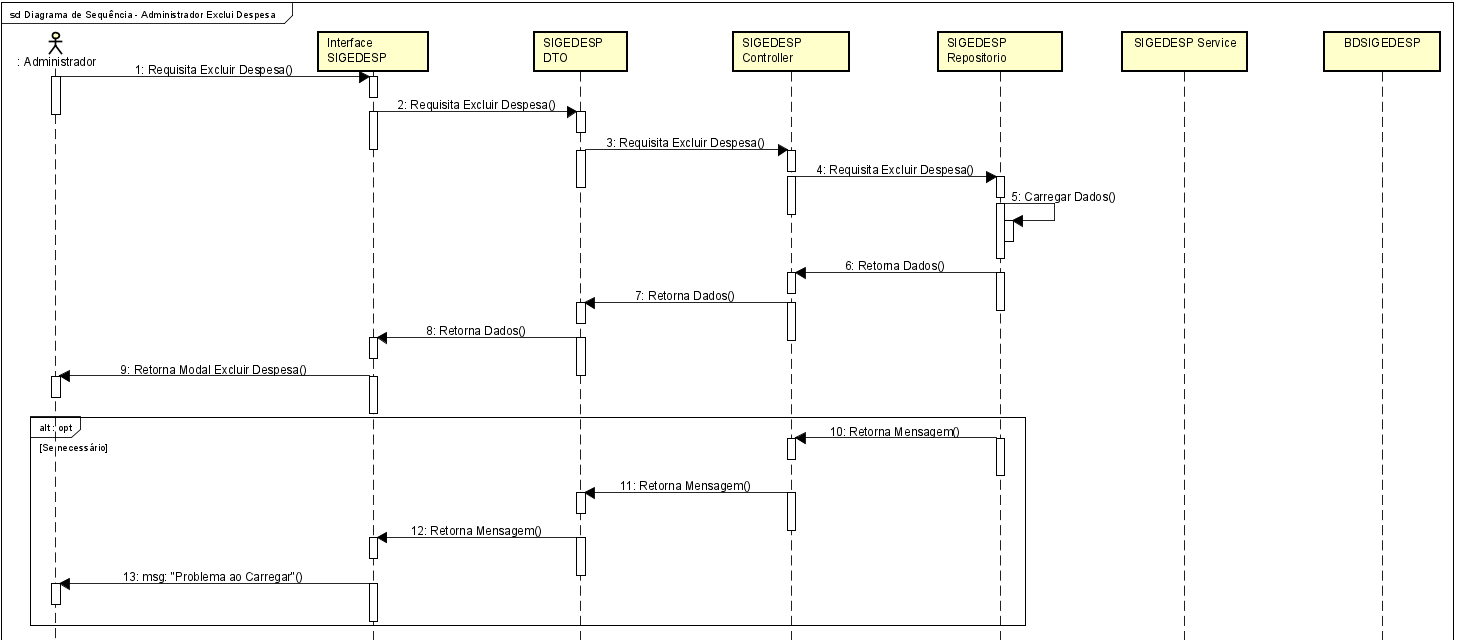 sd Diagrama de Sequência - Administrador Exclui Despesa
: Administrador
Interface
SIGEDESP
SIGEDESP
DTO
SIGEDESP
Controller
SIGEDESP
Repositorio
SIGEDESP Service
BDSIGEDESP
1: Requisita Excluir Despesa()
2: Requisita Excluir Despesa()
3: Requisita Excluir Despesa()
4: Requisita Excluir Despesa()
5: Carregar Dados()
6: Retorna Dados()
7: Retorna Dados()
8: Retorna Dados()
9: Retorna Modal Excluir Despesa()
alt : opt
[Se necessário]
10: Retorna Mensagem()
11: Retorna Mensagem()
12: Retorna Mensagem()
13: msg: "Problema ao Carregar"()